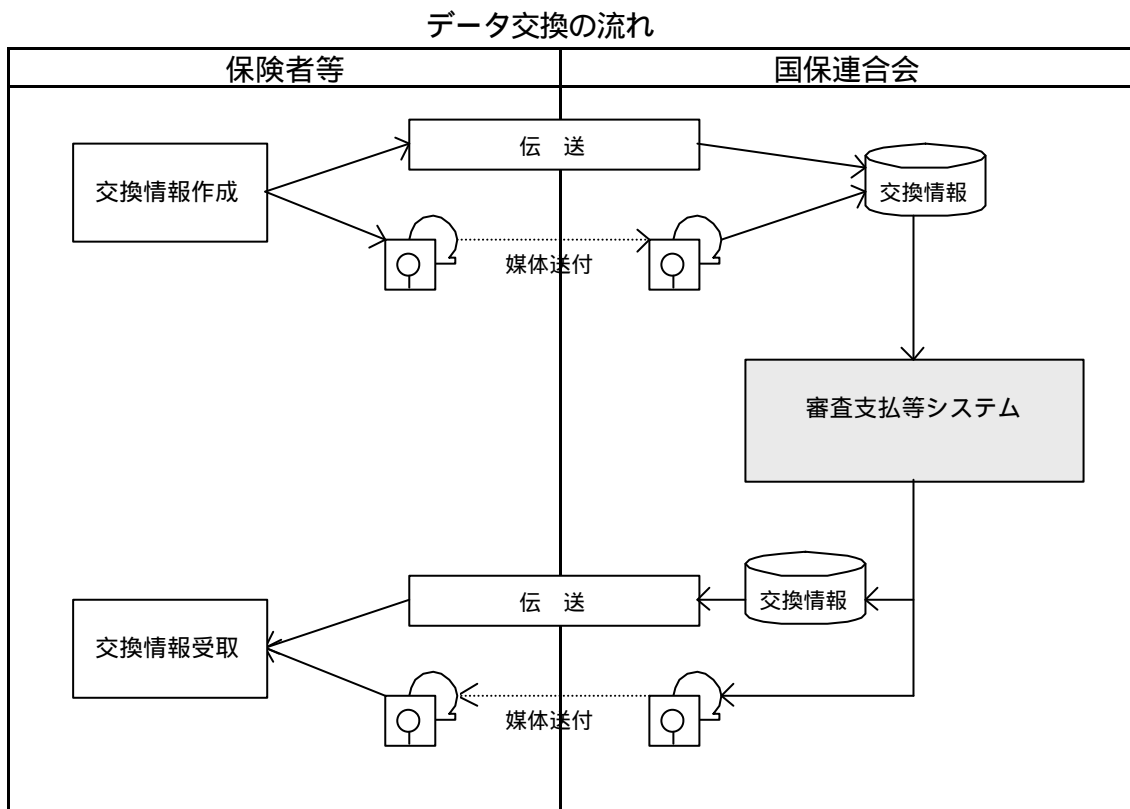 データ交換の流れ
保険者等
国保連合会
伝　送
交換情報作成
交換情報
媒体送付
審査支払等システム
伝　送
交換情報
交換情報受取
媒体送付